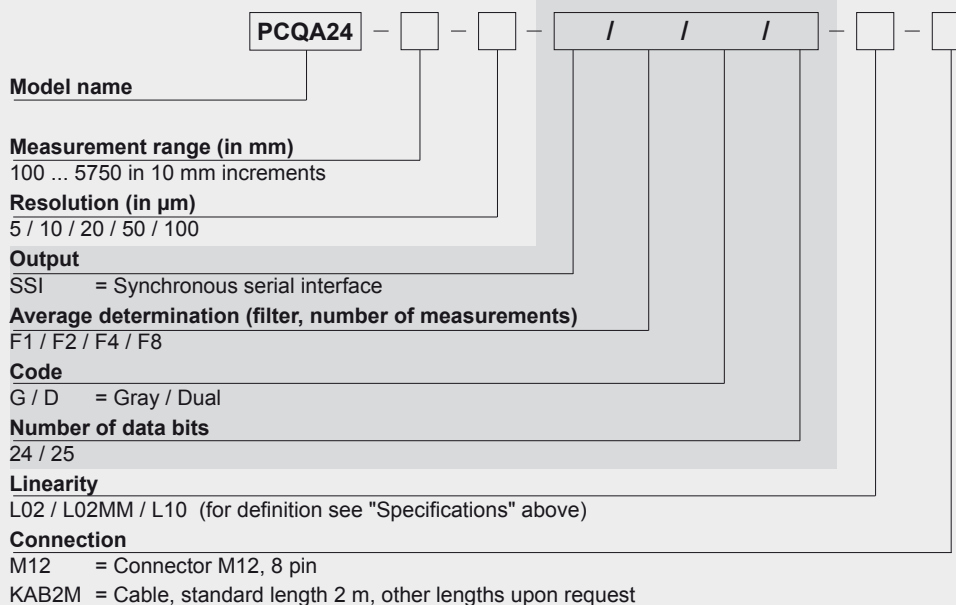 PCQA24 – – – / / / – –
Model name
Measurement range (in mm)
100 ... 5750 in 10 mm increments
Resolution (in µm)
5 / 10 / 20 / 50 / 100
Output
SSI = Synchronous serial interface
Average determination (filter, number of measurements)
F1 / F2 / F4 / F8
Code
G / D = Gray / Dual
Number of data bits
24 / 25
Linearity
L02 / L02MM / L10 (for definition see "Specifications" above)
Connection
M12 = Connector M12, 8 pin
KAB2M = Cable, standard length 2 m, other lengths upon request